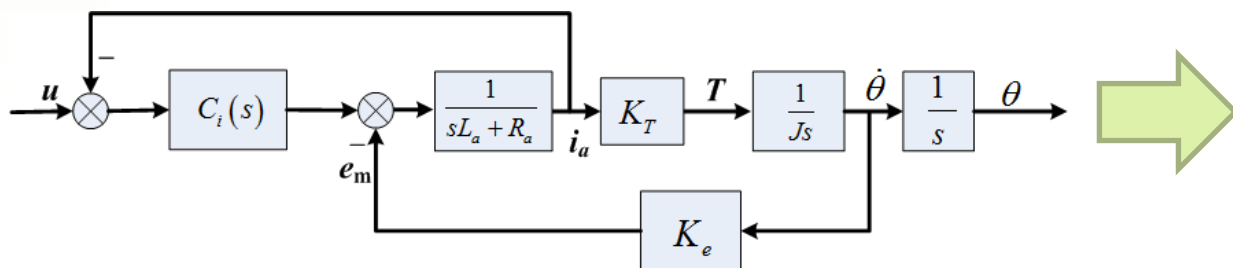 −
u
C_i(s)
1
sL_a + R_a
i_a
K_T
T
1
Js
θ̇
1
s
θ
−
e_m
K_e